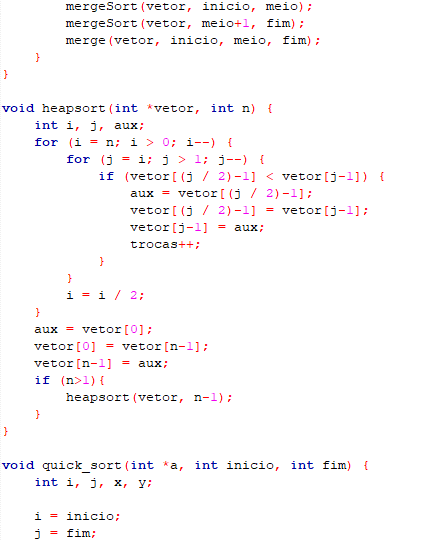 mergeSort(vetor, inicio, meio);
mergeSort(vetor, meio+1, fim);
merge(vetor, inicio, meio, fim);
}
}
void heapsort(int *vetor, int n) {
int i, j, aux;
for (i = n; i > 0; i--) {
for (j = i; j > 1; j--) {
if (vetor[(j / 2)-1] < vetor[j-1]) {
aux = vetor[(j / 2)-1];
vetor[(j / 2)-1] = vetor[j-1];
vetor[j-1] = aux;
trocas++;
}
}
i = i / 2;
}
aux = vetor[0];
vetor[0] = vetor[n-1];
vetor[n-1] = aux;
if (n>1){
heapsort(vetor, n-1);
}
}
void quick_sort(int *a, int inicio, int fim) {
int i, j, x, y;
i = inicio;
j = fim;